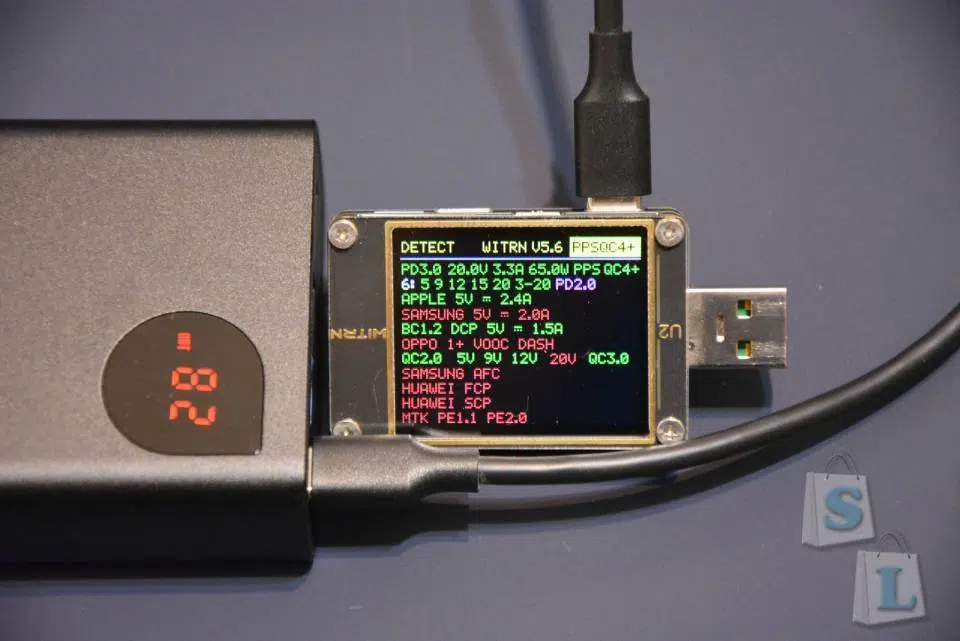 DETECT WITRN V5.6 PPSQC4+
PD3.0 20.0V 3.3A 65.0W PPS QC4+
6: 5 9 12 15 20 3-20 PD2.0
APPLE 5V = 2.4A
SAMSUNG 5V = 2.0A
BC1.2 DCP 5V = 1.5A
OPPO 1+ VOOC DASH
QC2.0 5V 9V 12V 20V QC3.0
SAMSUNG AFC
HUAWEI FCP
HUAWEI SCP
MTK PE1.1 PE2.0
WITRN
U2
82
S
L